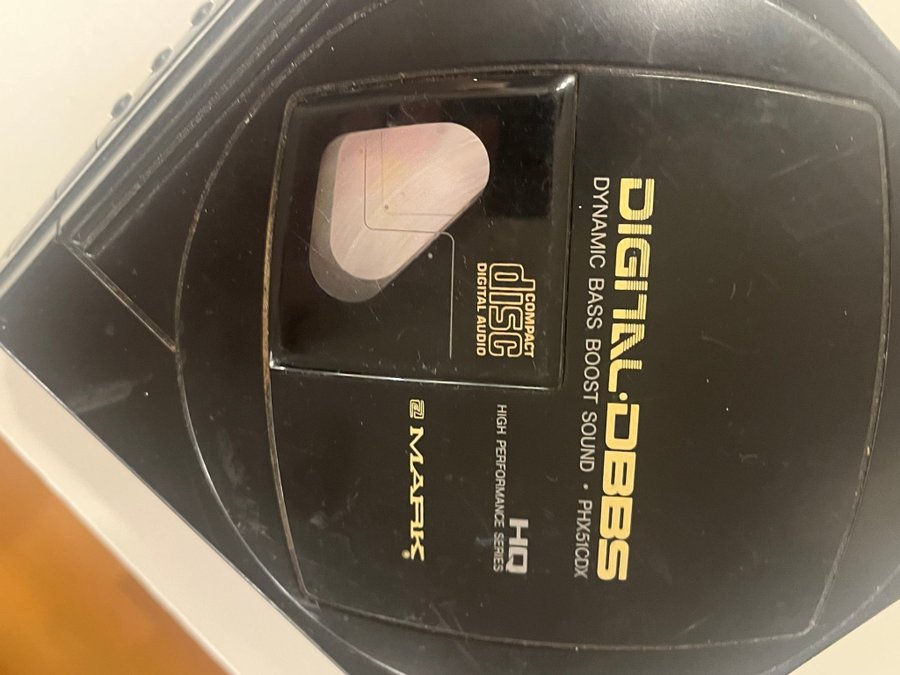 DIGITAL·DBBS
DYNAMIC BASS BOOST SOUND · PHX51CDX
COMPACT
disc
DIGITAL AUDIO
HQ
HIGH PERFORMANCE SERIES
MARK